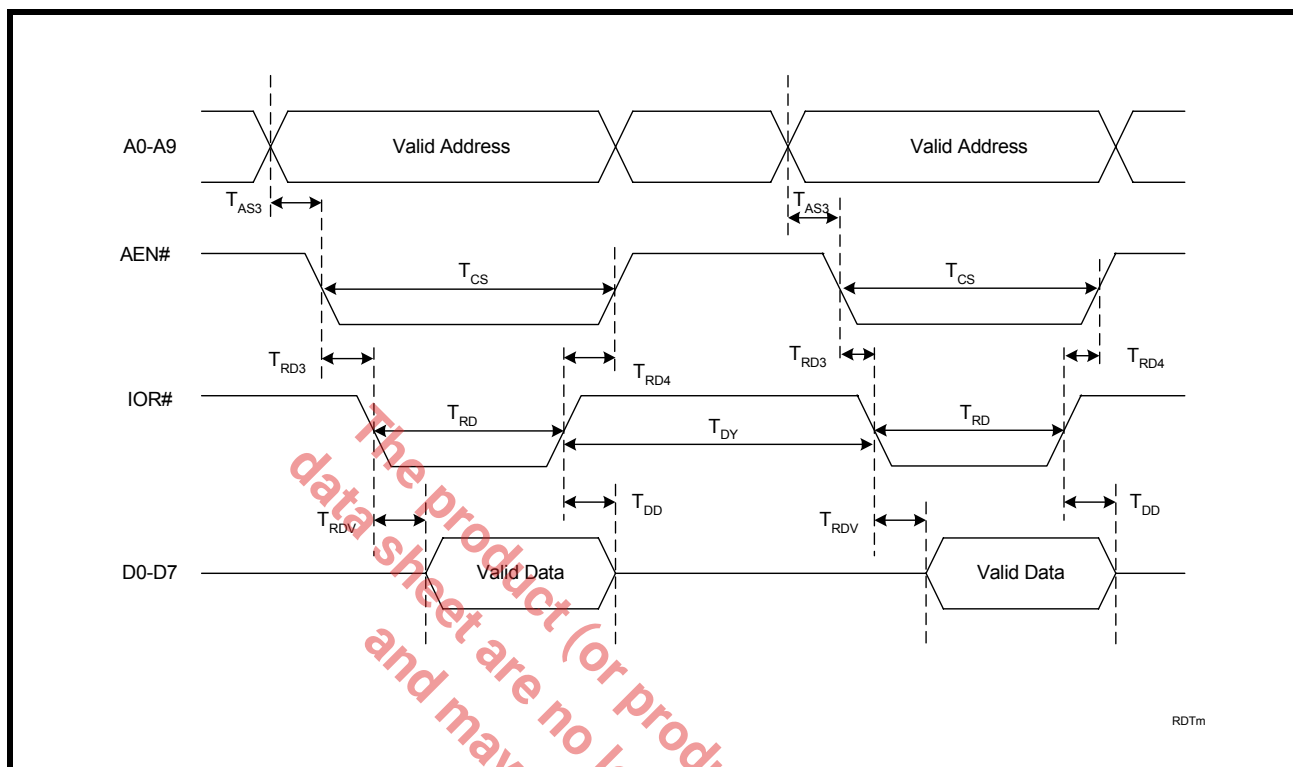 A0-A9
Valid Address
Valid Address
TAS3
TAS3
AEN#
TCS
TCS
TRD3
TRD4
TRD3
TRD4
IOR#
TRD
TDY
TRD
TRDV
TDD
TRDV
TDD
D0-D7
Valid Data
Valid Data
The product (or produ
data sheet are no l
and may
RDTm